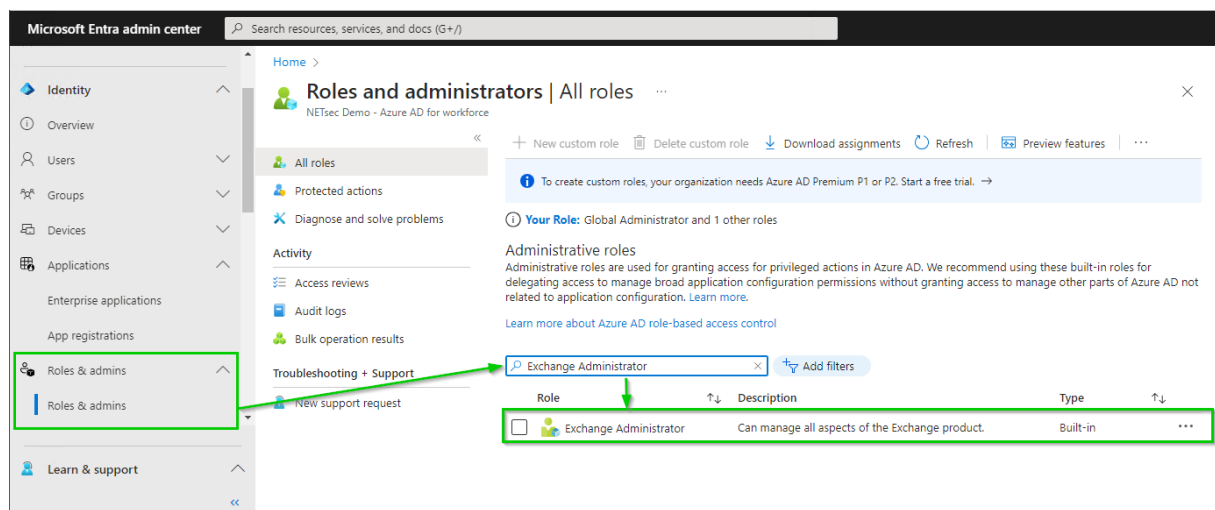 Microsoft Entra admin center
Search resources, services, and docs (G+/)
Identity
Overview
Users
Groups
Devices
Applications
Enterprise applications
App registrations
Roles & admins
Roles & admins
Learn & support
Home >
Roles and administrators | All roles ...
NETsec Demo - Azure AD for workforce
All roles
Protected actions
Diagnose and solve problems
Activity
Access reviews
Audit logs
Bulk operation results
Troubleshooting + Support
New support request
New custom role Delete custom role Download assignments Refresh Preview features ...
To create custom roles, your organization needs Azure AD Premium P1 or P2. Start a free trial. →
Your Role: Global Administrator and 1 other roles
Administrative roles
Administrative roles are used for granting access for privileged actions in Azure AD. We recommend using these built-in roles for
delegating access to manage broad application configuration permissions without granting access to manage other parts of Azure AD not
related to application configuration. Learn more.
Learn more about Azure AD role-based access control
Exchange Administrator Add filters
Role Description Type
Exchange Administrator Can manage all aspects of the Exchange product. Built-in ...